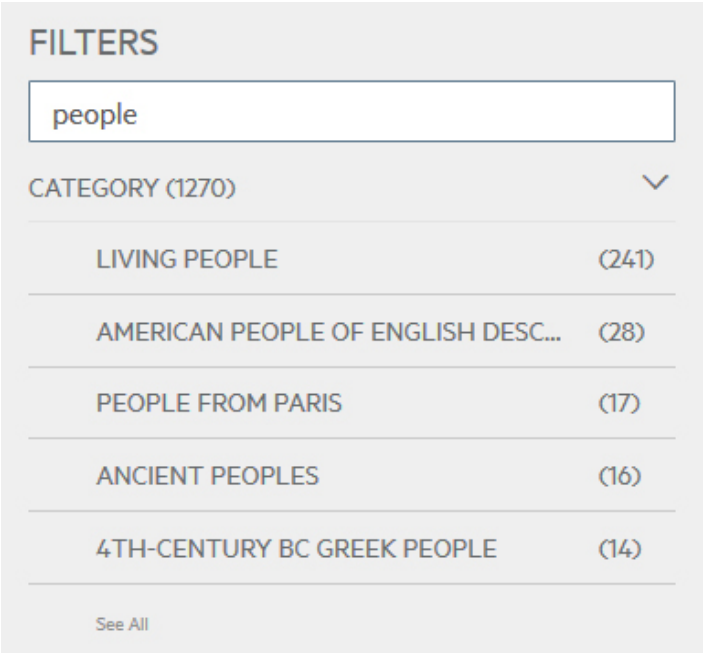 FILTERS
people
CATEGORY (1270)
LIVING PEOPLE (241)
AMERICAN PEOPLE OF ENGLISH DESC... (28)
PEOPLE FROM PARIS (17)
ANCIENT PEOPLES (16)
4TH-CENTURY BC GREEK PEOPLE (14)
See All